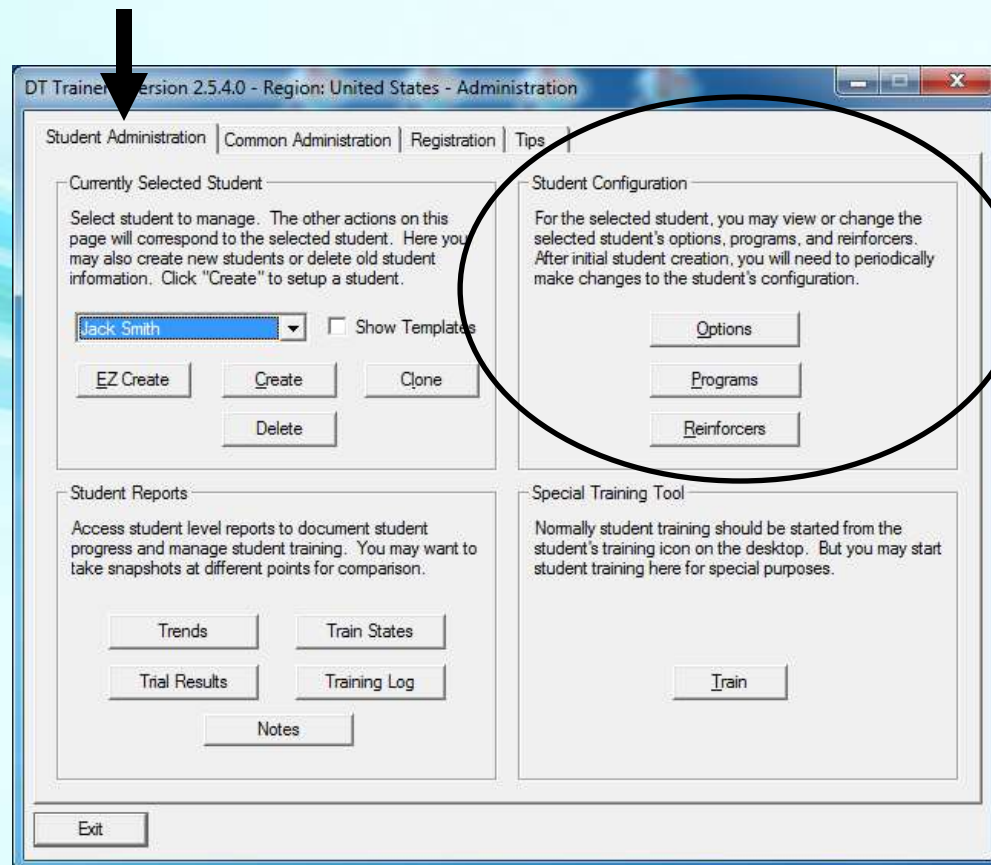 DT Trainer Version 2.5.4.0 - Region: United States - Administration
Student Administration
Common Administration
Registration
Tips
Currently Selected Student
Select student to manage. The other actions on this
page will correspond to the selected student. Here you
may also create new students or delete old student
information. Click "Create" to setup a student.
Jack Smith
Show Templates
EZ Create
Create
Clone
Delete
Student Configuration
For the selected student, you may view or change the
selected student's options, programs, and reinforcers.
After initial student creation, you will need to periodically
make changes to the student's configuration.
Options
Programs
Reinforcers
Student Reports
Access student level reports to document student
progress and manage student training. You may want to
take snapshots at different points for comparison.
Trends
Train States
Trial Results
Training Log
Notes
Special Training Tool
Normally student training should be started from the
student's training icon on the desktop. But you may start
student training here for special purposes.
Train
Exit